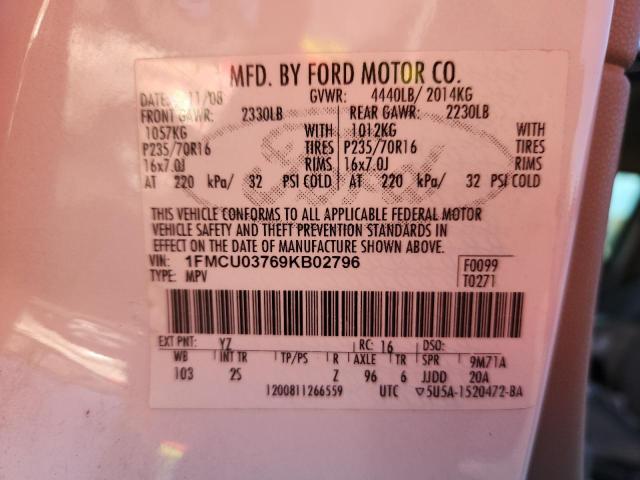 MFD. BY FORD MOTOR CO.
DATE: 11/08 GVWR: 4440LB/ 2014KG
FRONT GAWR: 2330LB REAR GAWR: 2230LB
1057KG WITH 1012KG WITH
P235/70R16 TIRES P235/70R16 TIRES
16x7.0J RIMS 16x7.0J RIMS
AT 220 kPa/ 32 PSI COLD AT 220 kPa/ 32 PSI COLD
THIS VEHICLE CONFORMS TO ALL APPLICABLE FEDERAL MOTOR
VEHICLE SAFETY AND THEFT PREVENTION STANDARDS IN
EFFECT ON THE DATE OF MANUFACTURE SHOWN ABOVE.
VIN: 1FMCU03769KB02796 F0099
TYPE: MPV T0271
EXT PNT: YZ RC: 16 DSO:
WB INT TR TP/PS R AXLE TR SPR 9M71A
103 2S Z 96 6 JJDD 20A
1200811266559 UTC ▽5U5A-1520472-BA